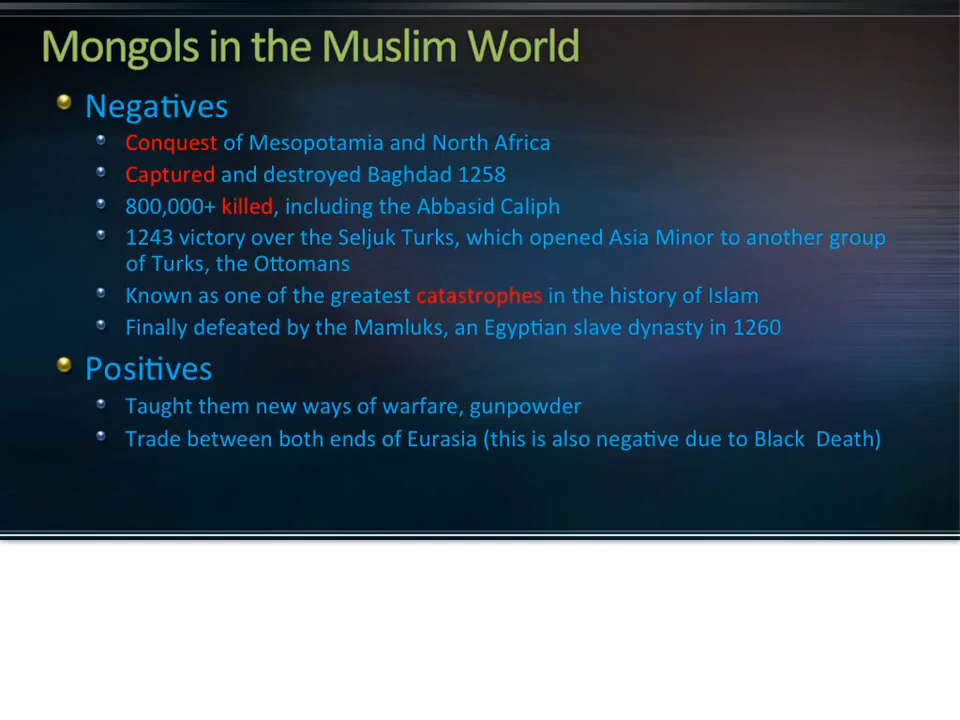 Mongols in the Muslim World
Negatives
Conquest of Mesopotamia and North Africa
Captured and destroyed Baghdad 1258
800,000+ killed, including the Abbasid Caliph
1243 victory over the Seljuk Turks, which opened Asia Minor to another group
of Turks, the Ottomans
Known as one of the greatest catastrophes in the history of Islam
Finally defeated by the Mamluks, an Egyptian slave dynasty in 1260
Positives
Taught them new ways of warfare, gunpowder
Trade between both ends of Eurasia (this is also negative due to Black  Death)